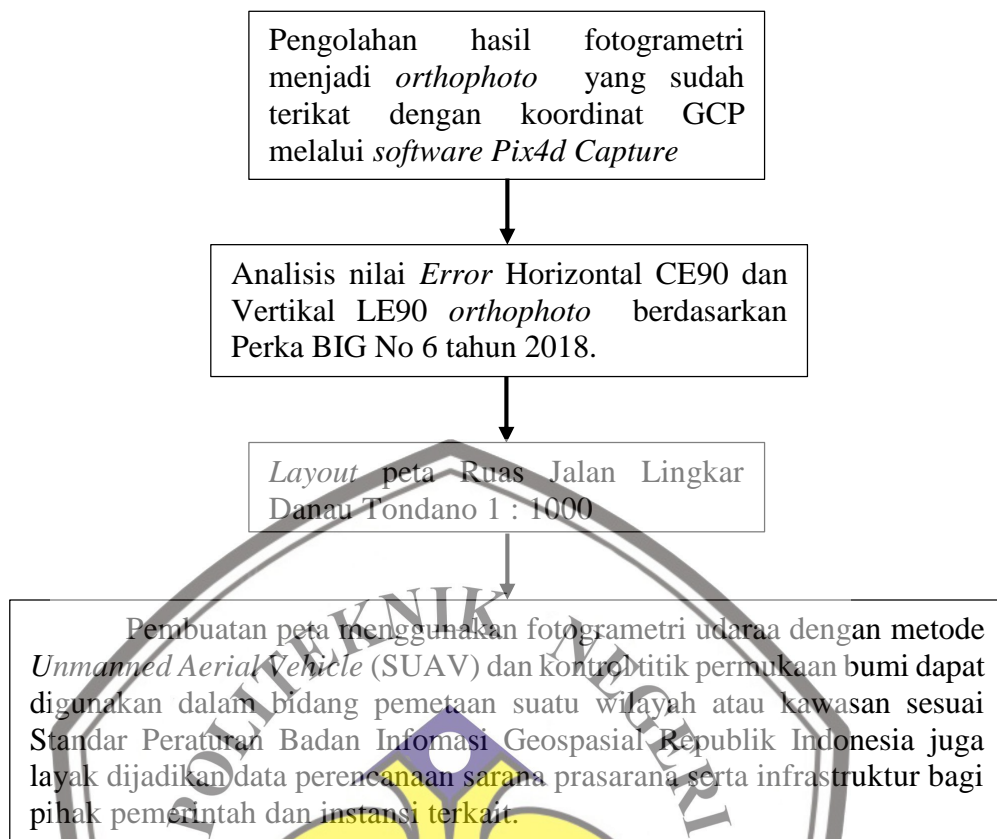 Pengolahan hasil fotogrametri
menjadi orthophoto yang sudah
terikat dengan koordinat GCP
melalui software Pix4d Capture
Analisis nilai Error Horizontal CE90 dan
Vertikal LE90 orthophoto berdasarkan
Perka BIG No 6 tahun 2018.
Layout peta Ruas Jalan Lingkar
Danau Tondano 1 : 1000
Pembuatan peta menggunakan fotogrametri udaraa dengan metode
Unmanned Aerial Vehicle (SUAV) dan kontrol titik permukaan bumi dapat
digunakan dalam bidang pemetaan suatu wilayah atau kawasan sesuai
Standar Peraturan Badan Infomasi Geospasial Republik Indonesia juga
layak dijadikan data perencanaan sarana prasarana serta infrastruktur bagi
pihak pemerintah dan instansi terkait.
POLITEKNIK NEGERI